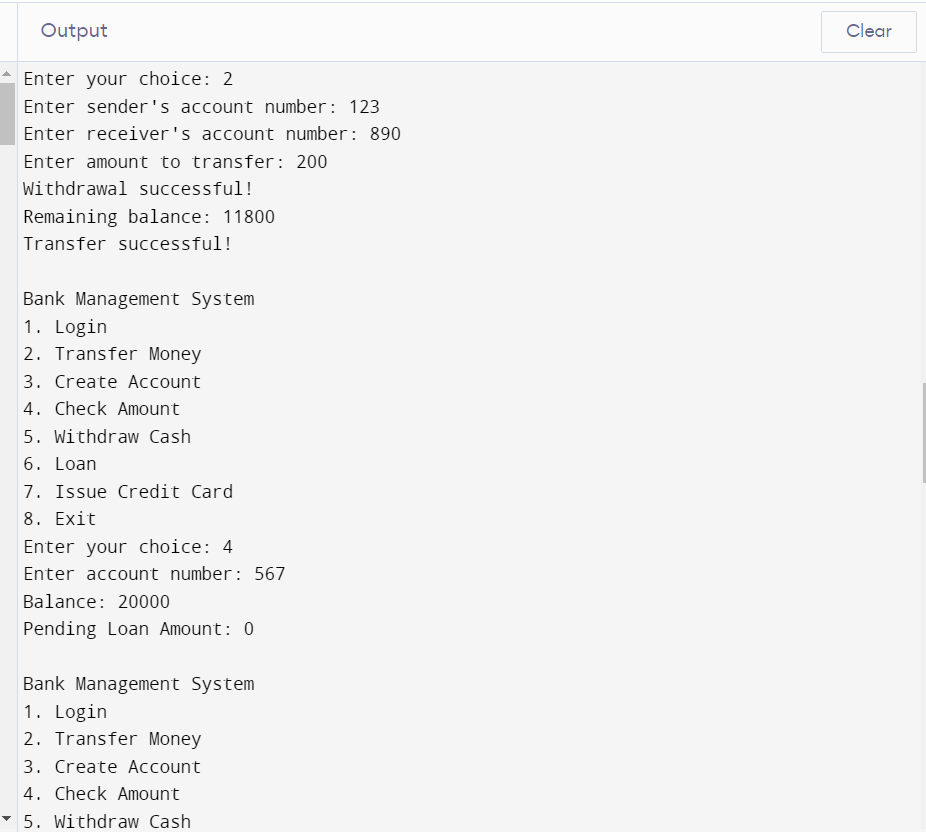 Output
Clear
Enter your choice: 2
Enter sender's account number: 123
Enter receiver's account number: 890
Enter amount to transfer: 200
Withdrawal successful!
Remaining balance: 11800
Transfer successful!
Bank Management System
1. Login
2. Transfer Money
3. Create Account
4. Check Amount
5. Withdraw Cash
6. Loan
7. Issue Credit Card
8. Exit
Enter your choice: 4
Enter account number: 567
Balance: 20000
Pending Loan Amount: 0
Bank Management System
1. Login
2. Transfer Money
3. Create Account
4. Check Amount
5. Withdraw Cash